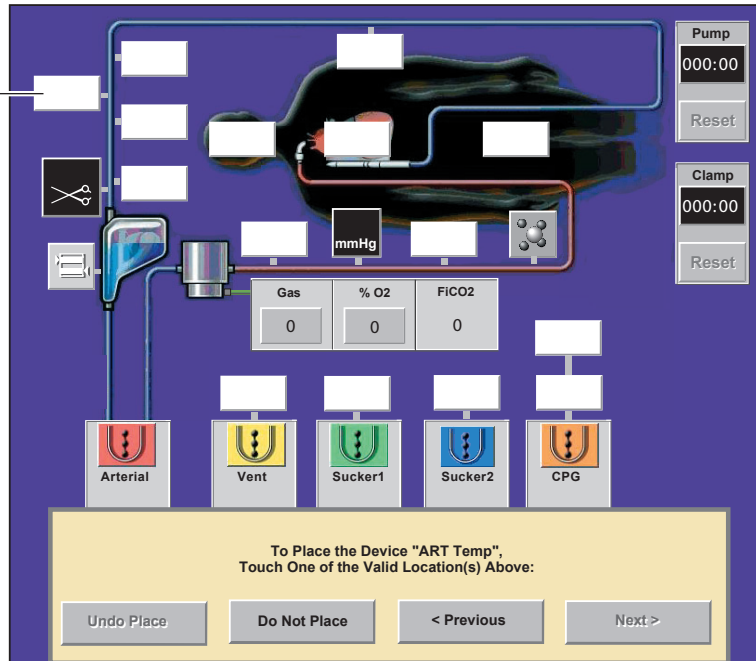 Pump
000:00
Reset
Clamp
000:00
Reset
mmHg
Gas
% O2
FiCO2
0
0
0
Arterial
Vent
Sucker1
Sucker2
CPG
To Place the Device "ART Temp",
Touch One of the Valid Location(s) Above:
Undo Place
Do Not Place
< Previous
Next >